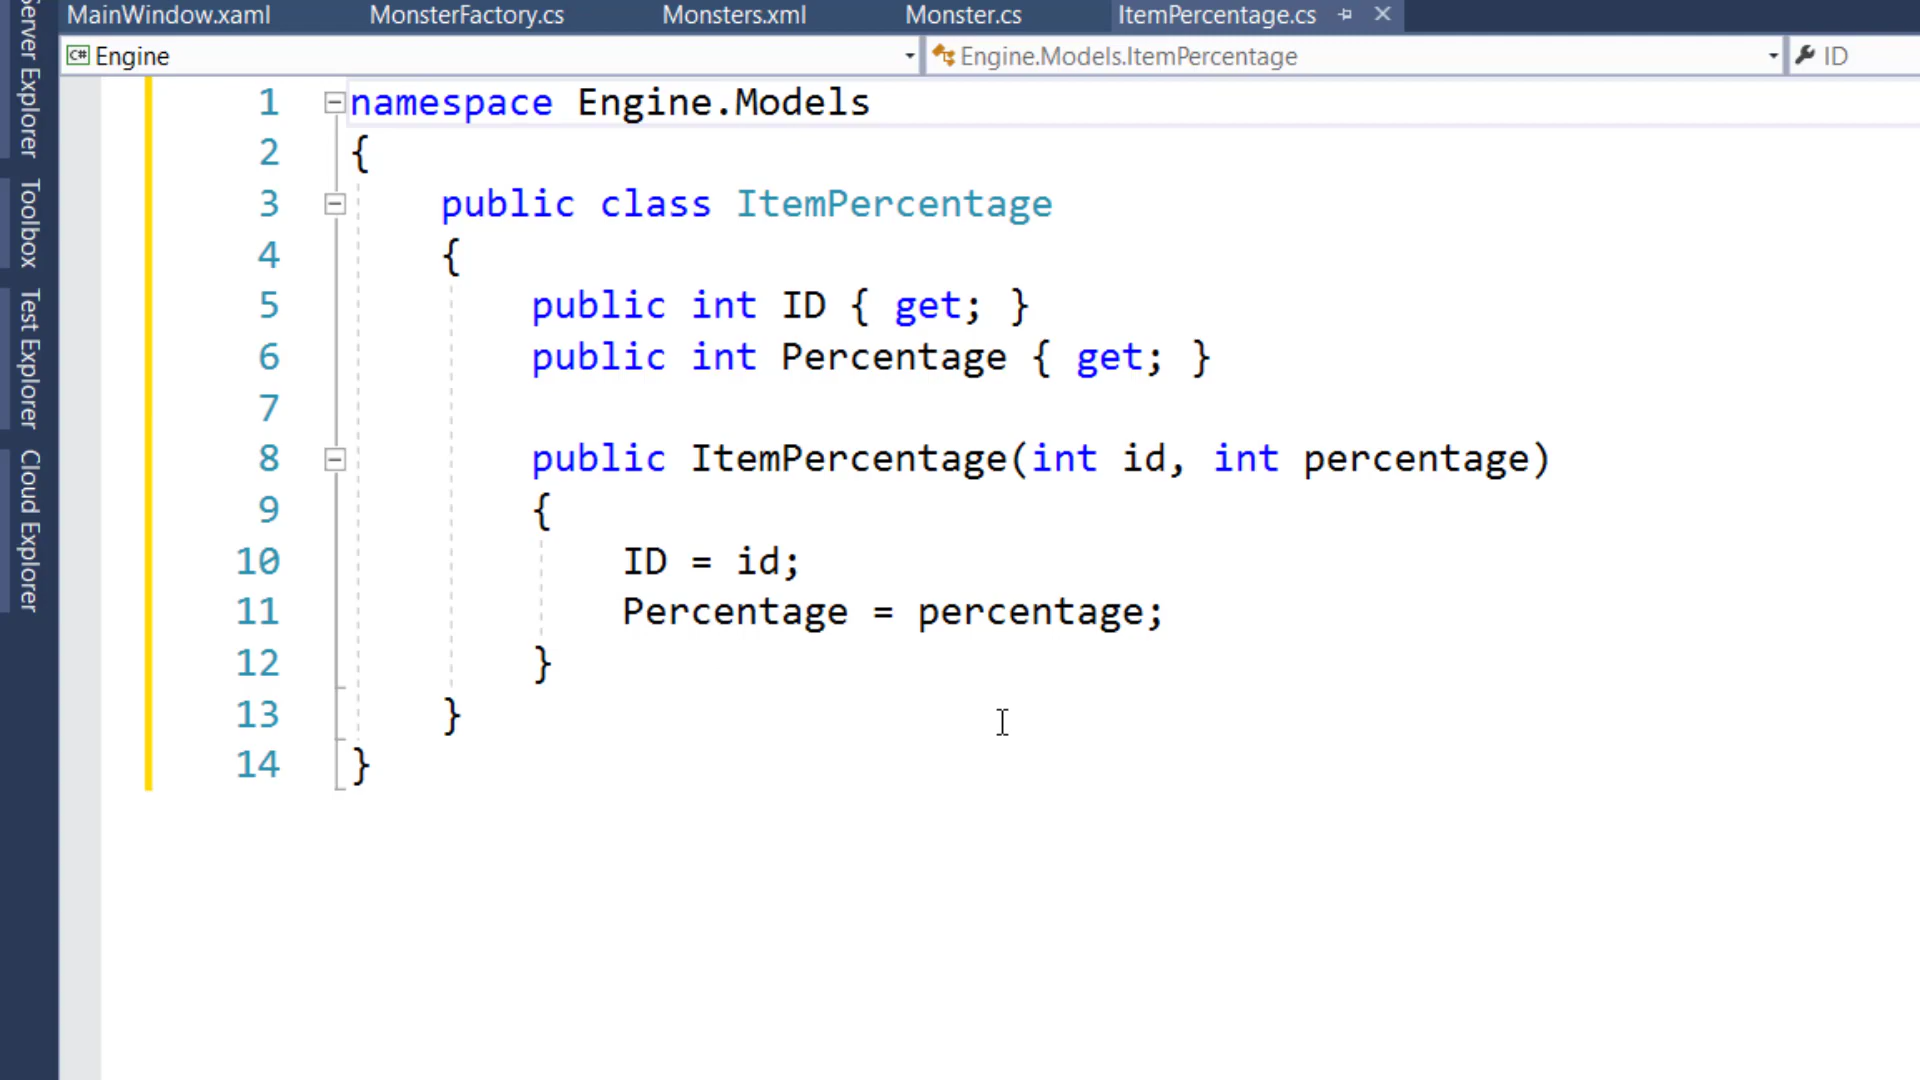 MainWindow.xaml MonsterFactory.cs Monsters.xml Monster.cs ItemPercentage.cs
Engine Engine.Models.ItemPercentage ID
Server Explorer
Toolbox
Test Explorer
Cloud Explorer
1 namespace Engine.Models
2 {
3 public class ItemPercentage
4 {
5 public int ID { get; }
6 public int Percentage { get; }
7
8 public ItemPercentage(int id, int percentage)
9 {
10 ID = id;
11 Percentage = percentage;
12 }
13 }
14 }